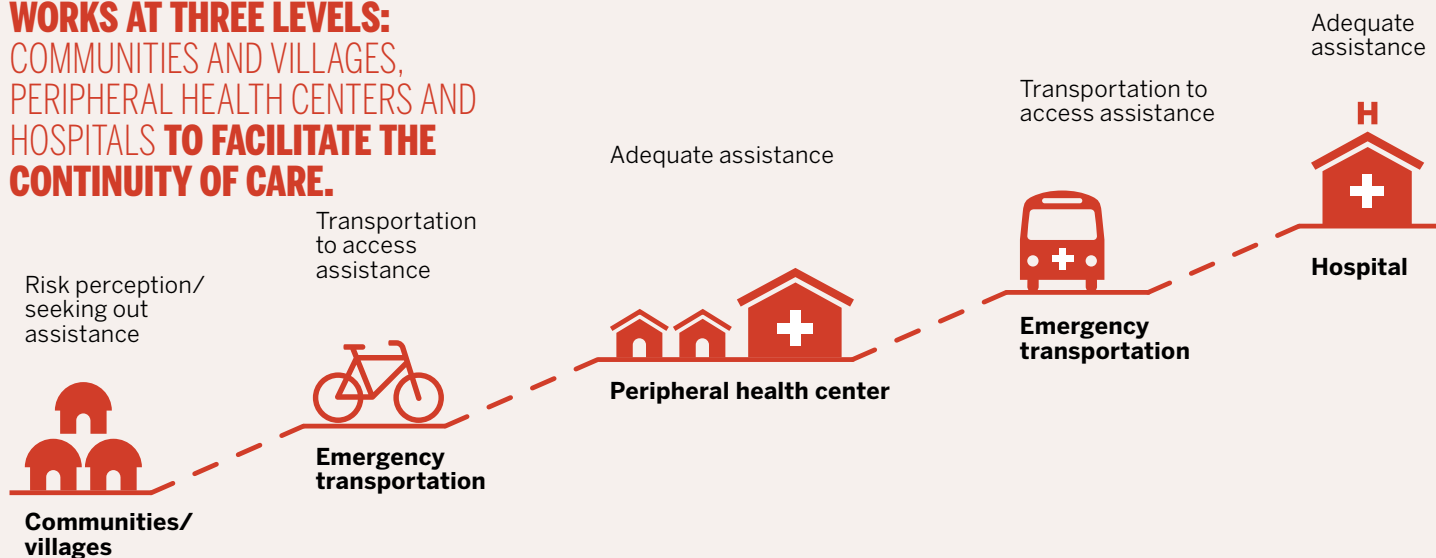 WORKS AT THREE LEVELS:
COMMUNITIES AND VILLAGES,
PERIPHERAL HEALTH CENTERS AND
HOSPITALS TO FACILITATE THE
CONTINUITY OF CARE.
Risk perception/
seeking out
assistance
Communities/
villages
Transportation
to access
assistance
Emergency
transportation
Adequate assistance
Peripheral health center
Transportation to
access assistance
Emergency
transportation
Adequate
assistance
H
Hospital